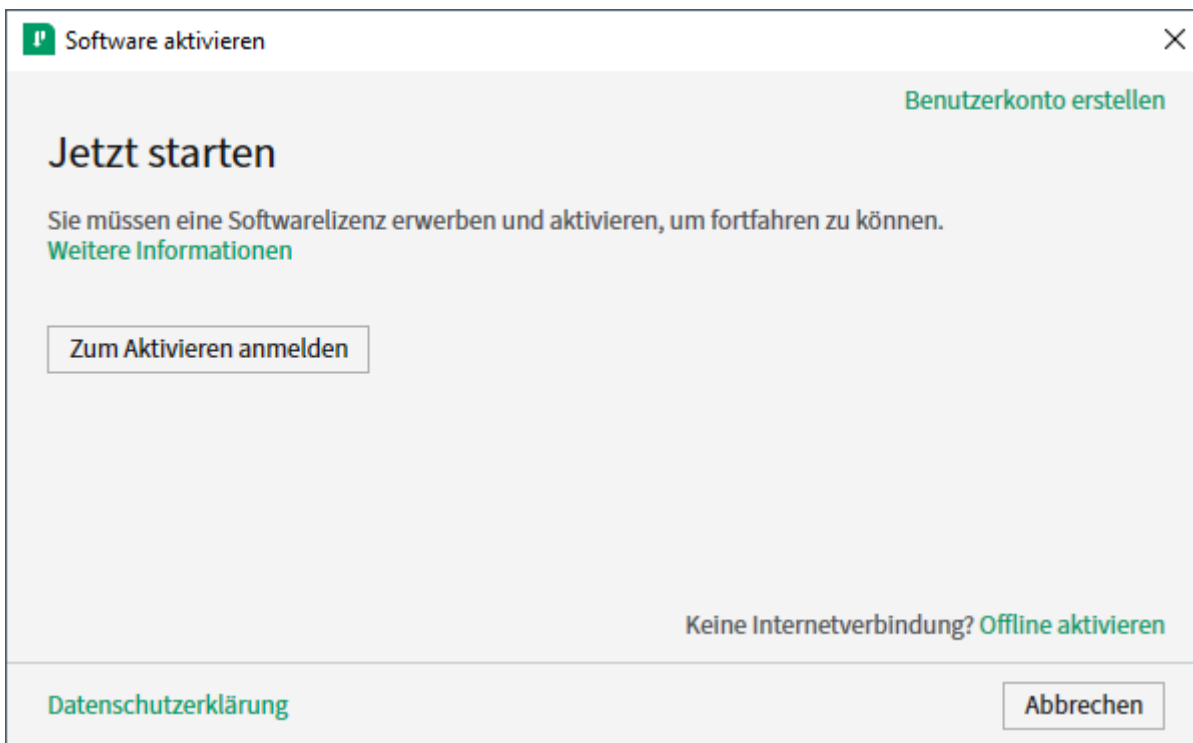 Software aktivieren
Benutzerkonto erstellen
Jetzt starten
Sie müssen eine Softwarelizenz erwerben und aktivieren, um fortfahren zu können.
Weitere Informationen
Zum Aktivieren anmelden
Keine Internetverbindung? Offline aktivieren
Datenschutzerklärung
Abbrechen